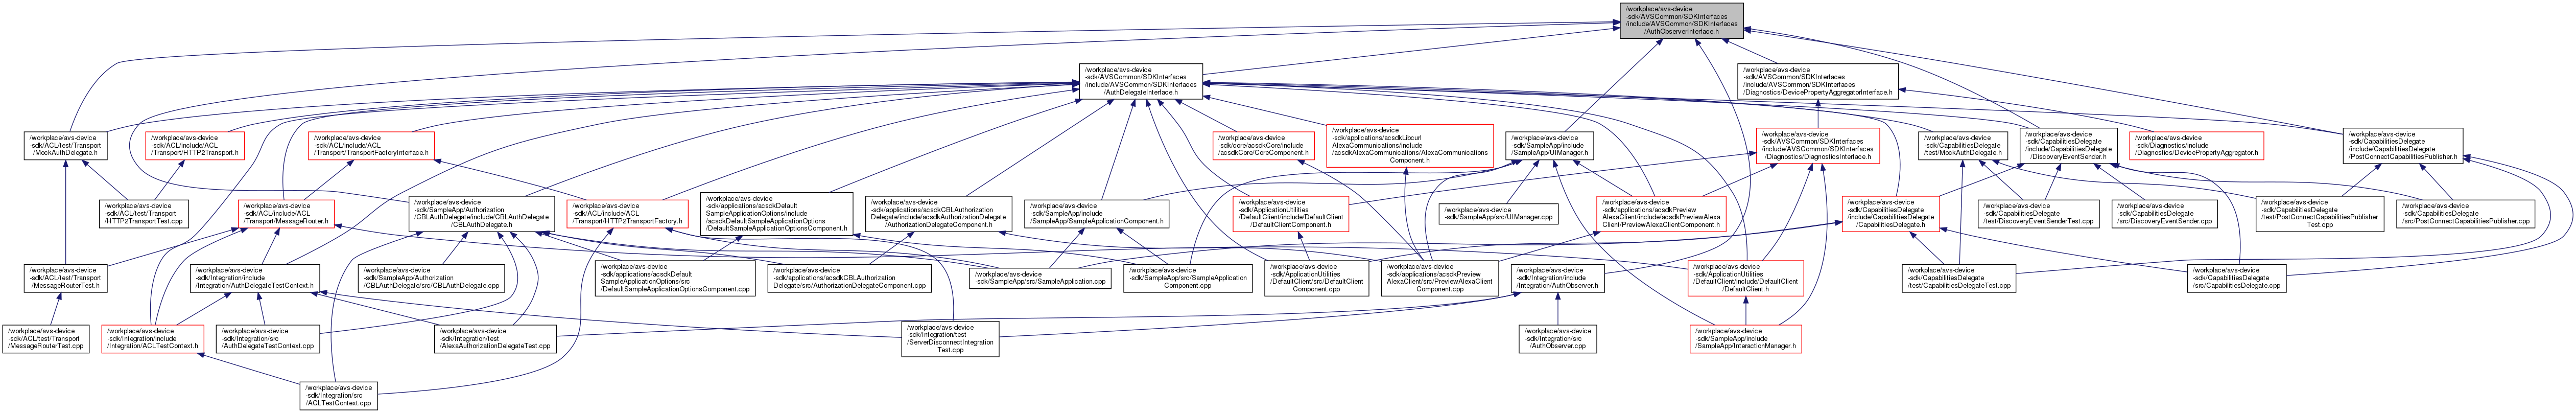 /workplace/avs-device
-sdk/AVSCommon/SDKInterfaces
/include/AVSCommon/SDKInterfaces
/AuthObserverInterface.h
/workplace/avs-device
-sdk/AVSCommon/SDKInterfaces
/include/AVSCommon/SDKInterfaces
/AuthDelegateInterface.h
/workplace/avs-device
-sdk/AVSCommon/SDKInterfaces
/include/AVSCommon/SDKInterfaces
/Diagnostics/DevicePropertyAggregatorInterface.h
/workplace/avs-device
-sdk/ACL/test/Transport
/MockAuthDelegate.h
/workplace/avs-device
-sdk/ACL/include/ACL
/Transport/HTTP2Transport.h
/workplace/avs-device
-sdk/ACL/include/ACL
/Transport/TransportFactoryInterface.h
/workplace/avs-device
-sdk/core/acsdkCore/include
/acsdkCore/CoreComponent.h
/workplace/avs-device
-sdk/applications/acsdkLibcurl
AlexaCommunications/include
/acsdkAlexaCommunications/AlexaCommunications
Component.h
/workplace/avs-device
-sdk/SampleApp/include
/SampleApp/UIManager.h
/workplace/avs-device
-sdk/AVSCommon/SDKInterfaces
/include/AVSCommon/SDKInterfaces
/Diagnostics/DiagnosticsInterface.h
/workplace/avs-device
-sdk/CapabilitiesDelegate
/test/MockAuthDelegate.h
/workplace/avs-device
-sdk/CapabilitiesDelegate
/include/CapabilitiesDelegate
/DiscoveryEventSender.h
/workplace/avs-device
-sdk/Diagnostics/include
/Diagnostics/DevicePropertyAggregator.h
/workplace/avs-device
-sdk/CapabilitiesDelegate
/include/CapabilitiesDelegate
/PostConnectCapabilitiesPublisher.h
/workplace/avs-device
-sdk/ACL/test/Transport
/HTTP2TransportTest.cpp
/workplace/avs-device
-sdk/ACL/include/ACL
/Transport/MessageRouter.h
/workplace/avs-device
-sdk/SampleApp/Authorization
/CBLAuthDelegate/include/CBLAuthDelegate
/CBLAuthDelegate.h
/workplace/avs-device
-sdk/ACL/include/ACL
/Transport/HTTP2TransportFactory.h
/workplace/avs-device
-sdk/applications/acsdkDefault
SampleApplicationOptions/include
/acsdkDefaultSampleApplicationOptions
/DefaultSampleApplicationOptionsComponent.h
/workplace/avs-device
-sdk/applications/acsdkCBLAuthorization
Delegate/include/acsdkAuthorizationDelegate
/AuthorizationDelegateComponent.h
/workplace/avs-device
-sdk/SampleApp/include
/SampleApp/SampleApplicationComponent.h
/workplace/avs-device
-sdk/ApplicationUtilities
/DefaultClient/include/DefaultClient
/DefaultClientComponent.h
/workplace/avs-device
-sdk/SampleApp/src/UIManager.cpp
/workplace/avs-device
-sdk/applications/acsdkPreview
AlexaClient/include/acsdkPreviewAlexa
Client/PreviewAlexaClientComponent.h
/workplace/avs-device
-sdk/CapabilitiesDelegate
/include/CapabilitiesDelegate
/CapabilitiesDelegate.h
/workplace/avs-device
-sdk/CapabilitiesDelegate
/test/DiscoveryEventSenderTest.cpp
/workplace/avs-device
-sdk/CapabilitiesDelegate
/src/DiscoveryEventSender.cpp
/workplace/avs-device
-sdk/CapabilitiesDelegate
/test/PostConnectCapabilitiesPublisher
Test.cpp
/workplace/avs-device
-sdk/CapabilitiesDelegate
/src/PostConnectCapabilitiesPublisher.cpp
/workplace/avs-device
-sdk/ACL/test/Transport
/MessageRouterTest.h
/workplace/avs-device
-sdk/Integration/include
/Integration/AuthDelegateTestContext.h
/workplace/avs-device
-sdk/SampleApp/Authorization
/CBLAuthDelegate/src/CBLAuthDelegate.cpp
/workplace/avs-device
-sdk/applications/acsdkDefault
SampleApplicationOptions/src
/DefaultSampleApplicationOptionsComponent.cpp
/workplace/avs-device
-sdk/applications/acsdkCBLAuthorization
Delegate/src/AuthorizationDelegateComponent.cpp
/workplace/avs-device
-sdk/SampleApp/src/SampleApplication.cpp
/workplace/avs-device
-sdk/SampleApp/src/SampleApplication
Component.cpp
/workplace/avs-device
-sdk/ApplicationUtilities
/DefaultClient/src/DefaultClient
Component.cpp
/workplace/avs-device
-sdk/applications/acsdkPreview
AlexaClient/src/PreviewAlexaClient
Component.cpp
/workplace/avs-device
-sdk/Integration/include
/Integration/AuthObserver.h
/workplace/avs-device
-sdk/ApplicationUtilities
/DefaultClient/include/DefaultClient
/DefaultClient.h
/workplace/avs-device
-sdk/CapabilitiesDelegate
/test/CapabilitiesDelegateTest.cpp
/workplace/avs-device
-sdk/CapabilitiesDelegate
/src/CapabilitiesDelegate.cpp
/workplace/avs-device
-sdk/ACL/test/Transport
/MessageRouterTest.cpp
/workplace/avs-device
-sdk/Integration/include
/Integration/ACLTestContext.h
/workplace/avs-device
-sdk/Integration/src
/AuthDelegateTestContext.cpp
/workplace/avs-device
-sdk/Integration/test
/AlexaAuthorizationDelegateTest.cpp
/workplace/avs-device
-sdk/Integration/test
/ServerDisconnectIntegration
Test.cpp
/workplace/avs-device
-sdk/Integration/src
/AuthObserver.cpp
/workplace/avs-device
-sdk/SampleApp/include
/SampleApp/InteractionManager.h
/workplace/avs-device
-sdk/Integration/src
/ACLTestContext.cpp